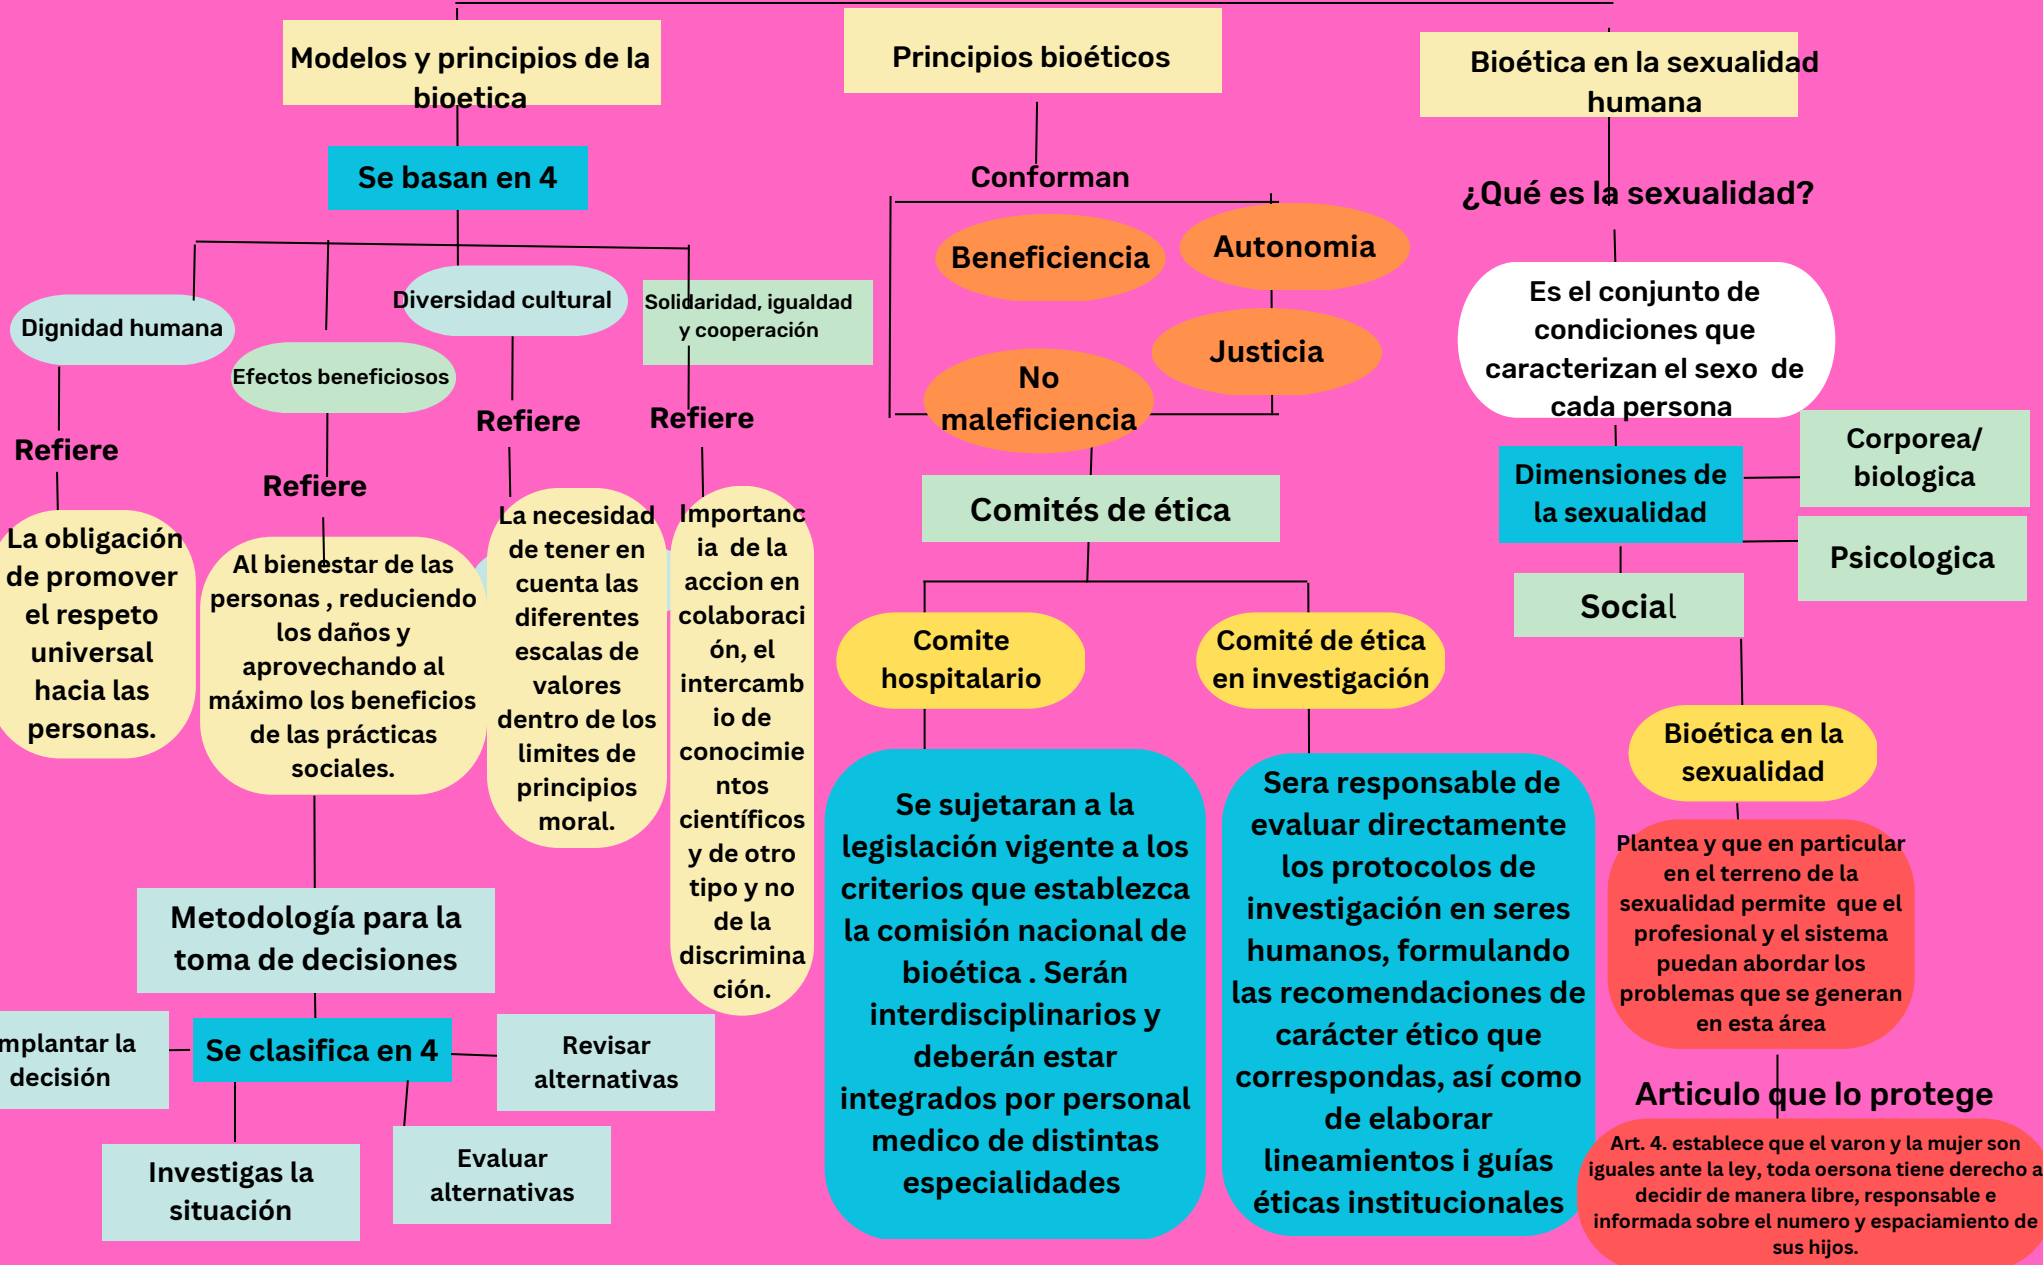 Modelos y principios de la
bioetica
Se basan en 4
Dignidad humana
Refiere
La obligación
de promover
el respeto
universal
hacia las
personas.
Efectos beneficiosos
Refiere
Al bienestar de las
personas , reduciendo
los daños y
aprovechando al
máximo los beneficios
de las prácticas
sociales.
Diversidad cultural
Refiere
La necesidad
de tener en
cuenta las
diferentes
escalas de
valores
dentro de los
limites de
principios
moral.
Solidaridad, igualdad
y cooperación
Refiere
Importanc
ia de la
accion en
colaboraci
ón, el
intercamb
io de
conocimie
ntos
científicos
y de otro
tipo y no
de la
discrimina
ción.
Metodología para la
toma de decisiones
Se clasifica en 4
mplantar la
decisión
Investigas la
situación
Evaluar
alternativas
Revisar
alternativas
Principios bioéticos
Conforman
Beneficiencia
Autonomia
Justicia
No
maleficiencia
Comités de ética
Comite
hospitalario
Se sujetaran a la
legislación vigente a los
criterios que establezca
la comisión nacional de
bioética . Serán
interdisciplinarios y
deberán estar
integrados por personal
medico de distintas
especialidades
Comité de ética
en investigación
Sera responsable de
evaluar directamente
los protocolos de
investigación en seres
humanos, formulando
las recomendaciones de
carácter ético que
correspondas, así como
de elaborar
lineamientos i guías
éticas institucionales
Bioética en la sexualidad
humana
¿Qué es la sexualidad?
Es el conjunto de
condiciones que
caracterizan el sexo de
cada persona
Dimensiones de
la sexualidad
Corporea/
biologica
Psicologica
Social
Bioética en la
sexualidad
Plantea y que en particular
en el terreno de la
sexualidad permite que el
profesional y el sistema
puedan abordar los
problemas que se generan
en esta área
Articulo que lo protege
Art. 4. establece que el varon y la mujer son
iguales ante la ley, toda oersona tiene derecho a
decidir de manera libre, responsable e
informada sobre el numero y espaciamiento de
sus hijos.